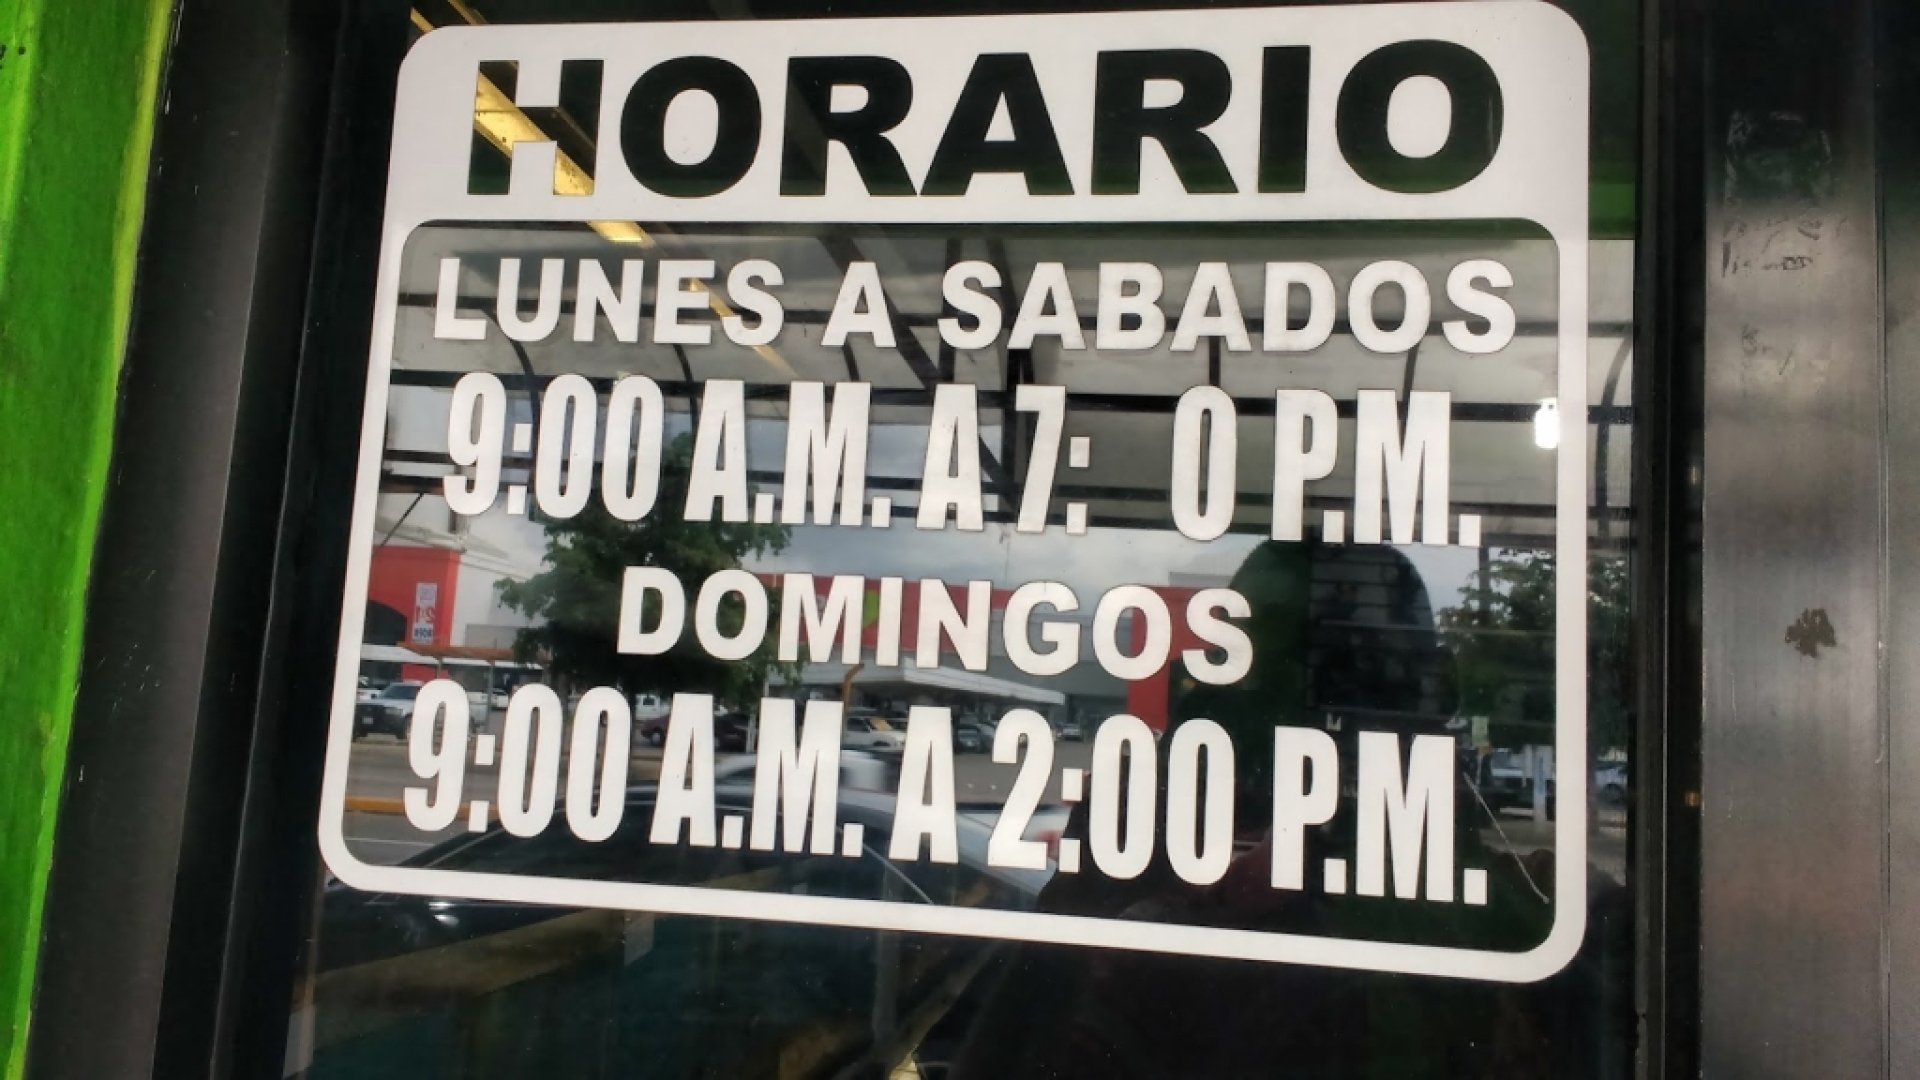 HORARIO
LUNES A SABADOS
9:00 A.M. A 7: 0 P.M.
DOMINGOS
9:00 A.M. A 2:00 P.M.